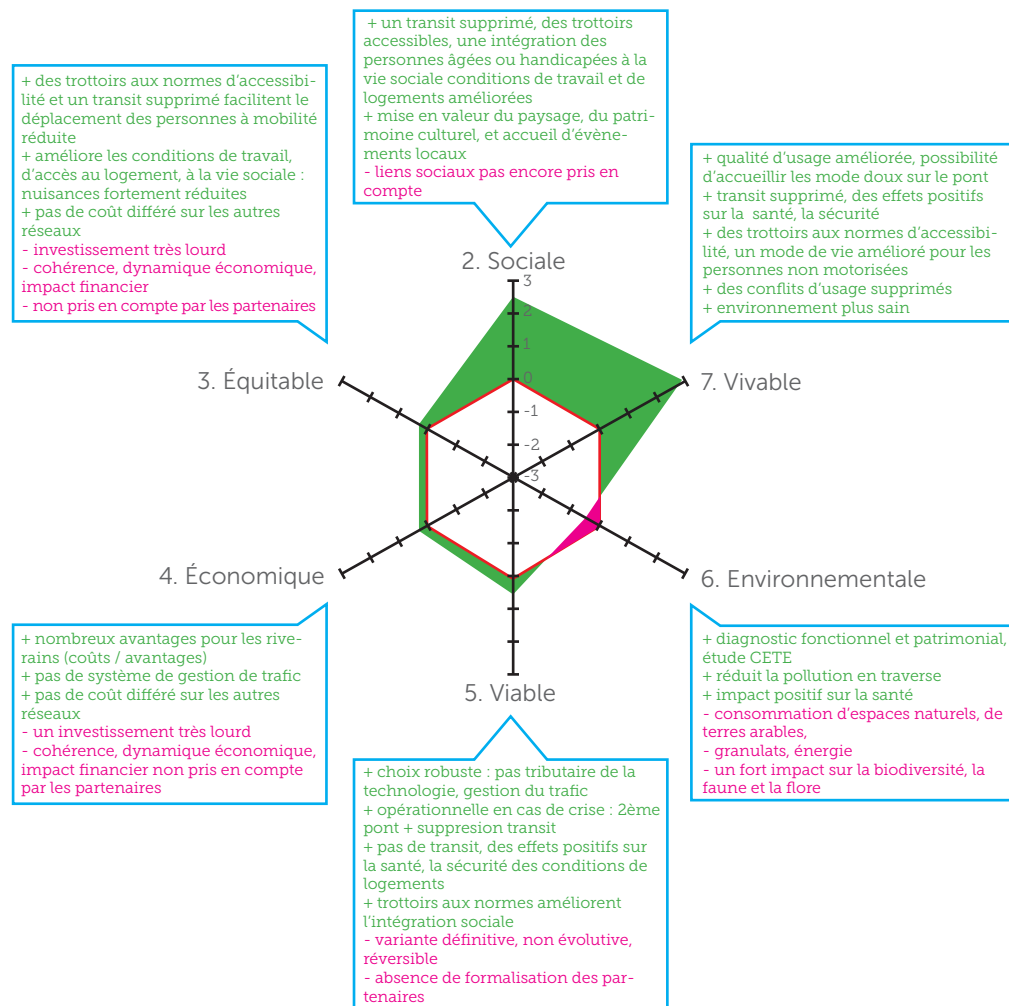 + un transit supprimé, des trottoirs
accessibles, une intégration des
personnes âgées ou handicapées à la
vie sociale conditions de travail et de
logements améliorées
+ mise en valeur du paysage, du patri-
moine culturel, et accueil d'évène-
ments locaux
- liens sociaux pas encore pris en
compte
+ des trottoirs aux normes d'accessibi-
lité et un transit supprimé facilitent le
déplacement des personnes à mobilité
réduite
+ améliore les conditions de travail,
d'accès au logement, à la vie sociale :
nuisances fortement réduites
+ pas de coût différé sur les autres
réseaux
- investissement très lourd
- cohérence, dynamique économique,
impact financier
- non pris en compte par les partenaires
+ qualité d'usage améliorée, possibilité
d'accueillir les mode doux sur le pont
+ transit supprimé, des effets positifs
sur la  santé, la sécurité
+ des trottoirs aux normes d'accessibi-
lité, un mode de vie amélioré pour les
personnes non motorisées
+ des conflits d'usage supprimés
+ environnement plus sain
2. Sociale
3
2
1
0
-1
-2
-3
3. Équitable
7. Vivable
4. Économique
6. Environnementale
5. Viable
+ nombreux avantages pour les rive-
rains (coûts / avantages)
+ pas de système de gestion de trafic
+ pas de coût différé sur les autres
réseaux
- un investissement très lourd
- cohérence, dynamique économique,
impact financier non pris en compte
par les partenaires
+ diagnostic fonctionnel et patrimonial,
étude CETE
+ réduit la pollution en traverse
+ impact positif sur la santé
- consommation d'espaces naturels, de
terres arables,
- granulats, énergie
- un fort impact sur la biodiversité, la
faune et la flore
+ choix robuste : pas tributaire de la
technologie, gestion du trafic
+ opérationnelle en cas de crise : 2ème
pont + suppresion transit
+ pas de transit, des effets positifs sur
la santé, la sécurité des conditions de
logements
+ trottoirs aux normes améliorent
l'intégration sociale
- variante définitive, non évolutive,
réversible
- absence de formalisation des par-
tenaires